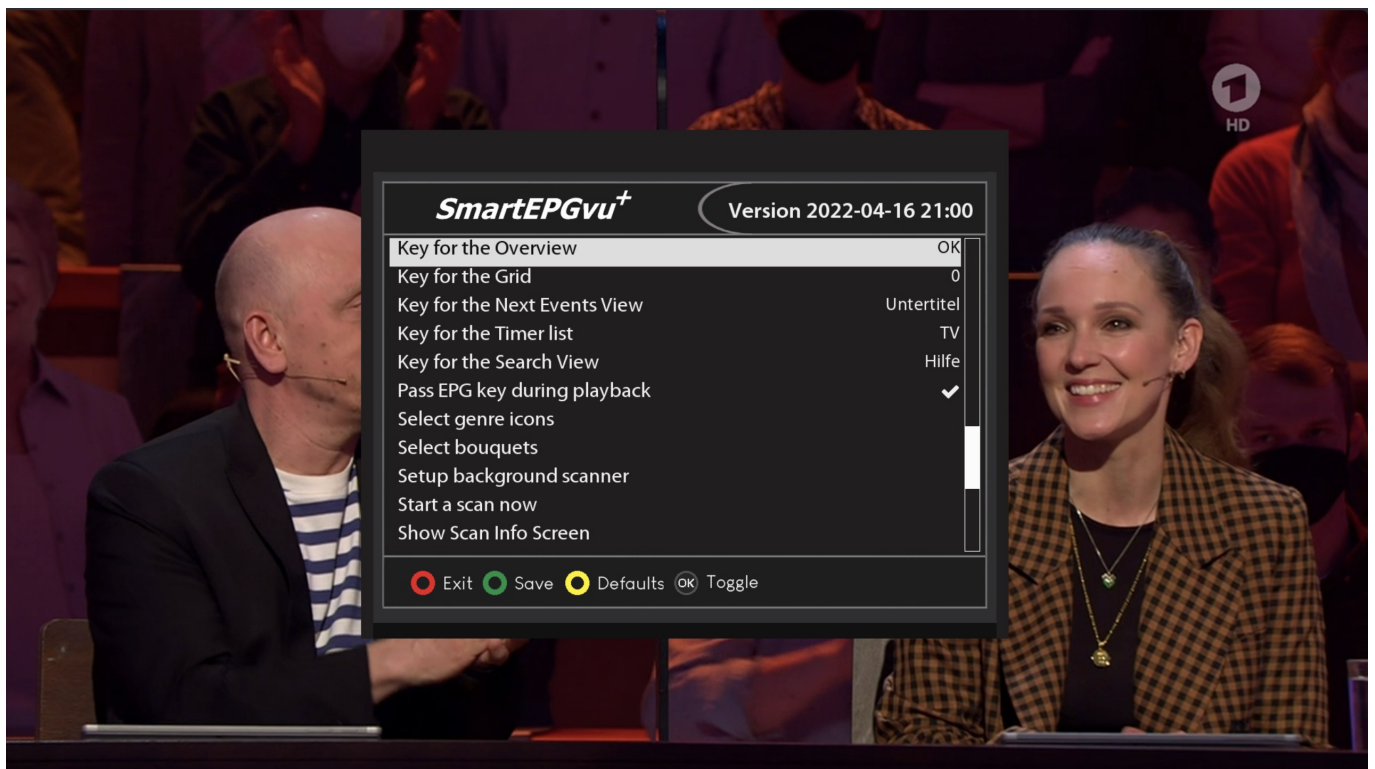 1
HD
SmartEPGvu+
Version 2022-04-16 21:00
Key for the Overview OK
Key for the Grid 0
Key for the Next Events View Untertitel
Key for the Timer list TV
Key for the Search View Hilfe
Pass EPG key during playback
Select genre icons
Select bouquets
Setup background scanner
Start a scan now
Show Scan Info Screen
Exit Save Defaults OK Toggle